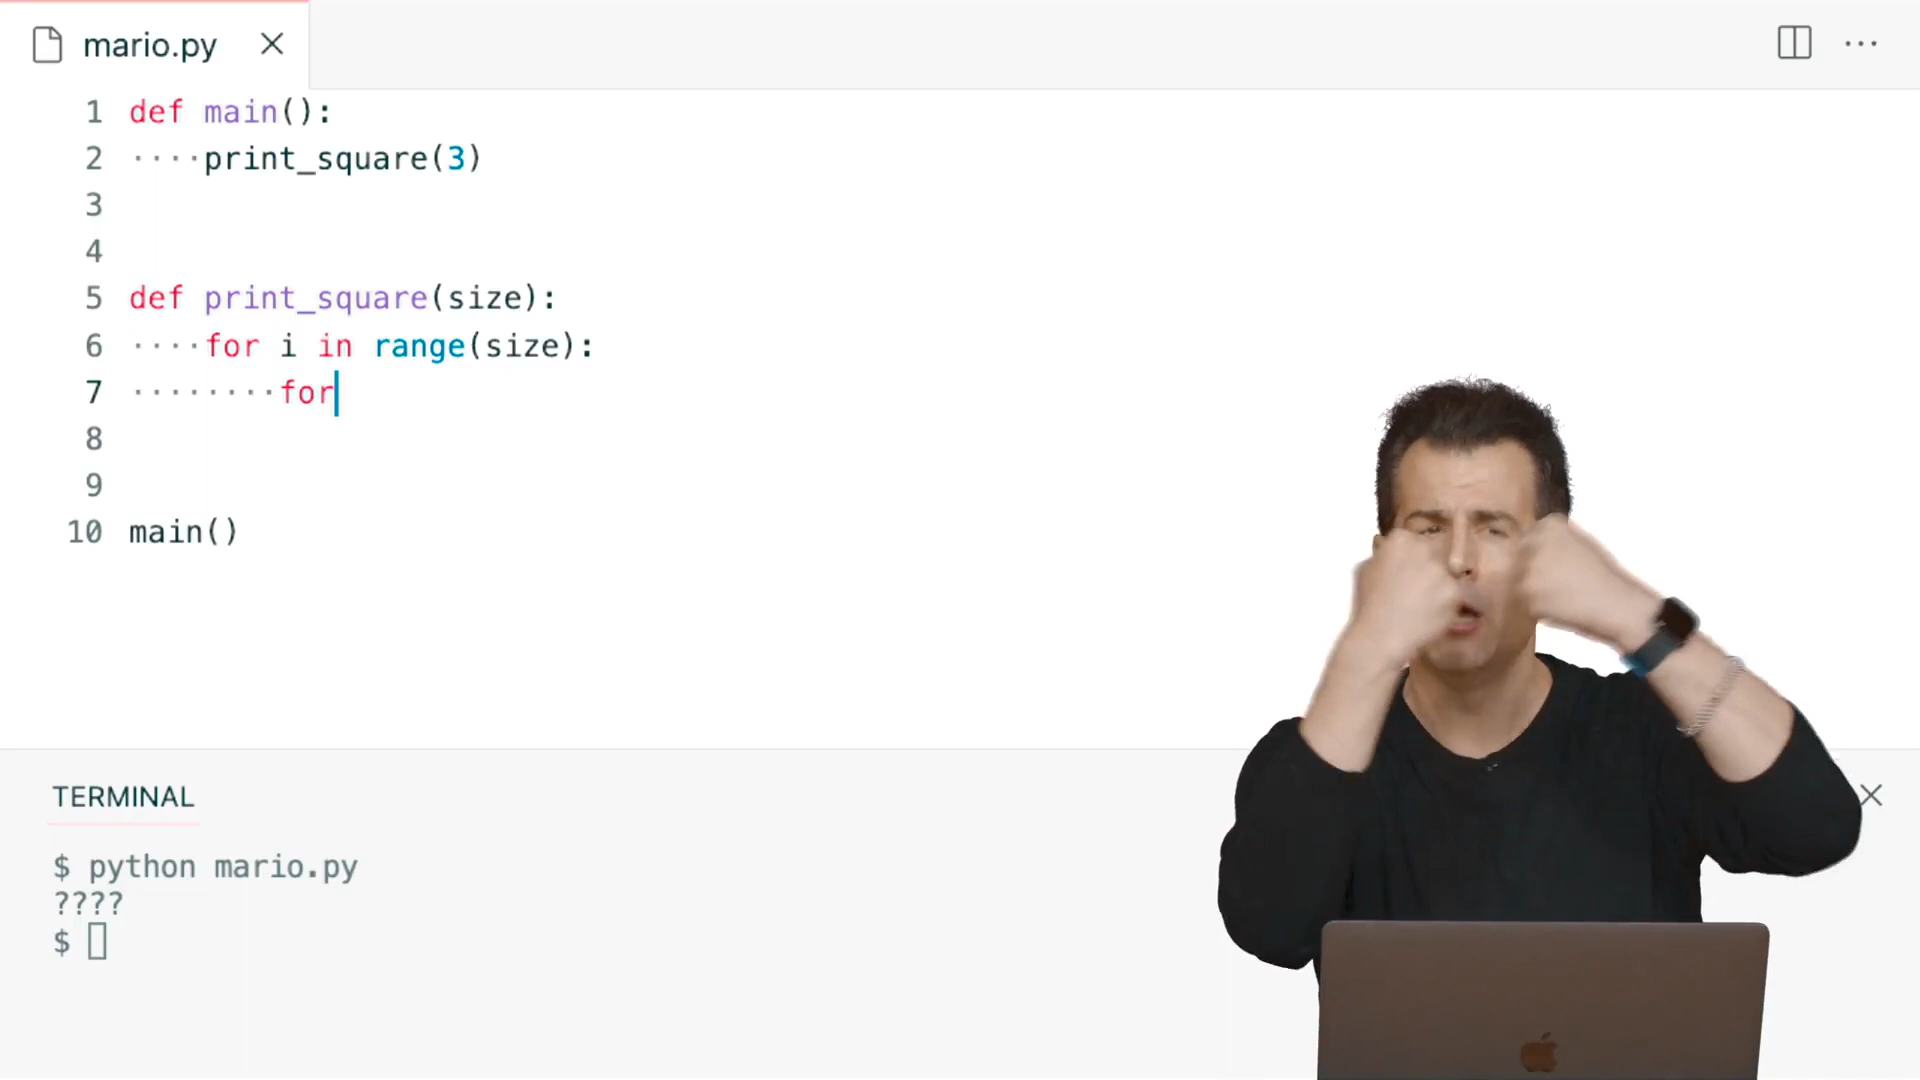 mario.py
1 def main():
2 ····print_square(3)
3
4
5 def print_square(size):
6 ····for i in range(size):
7 ········for
8
9
10 main()
TERMINAL
$ python mario.py
????
$